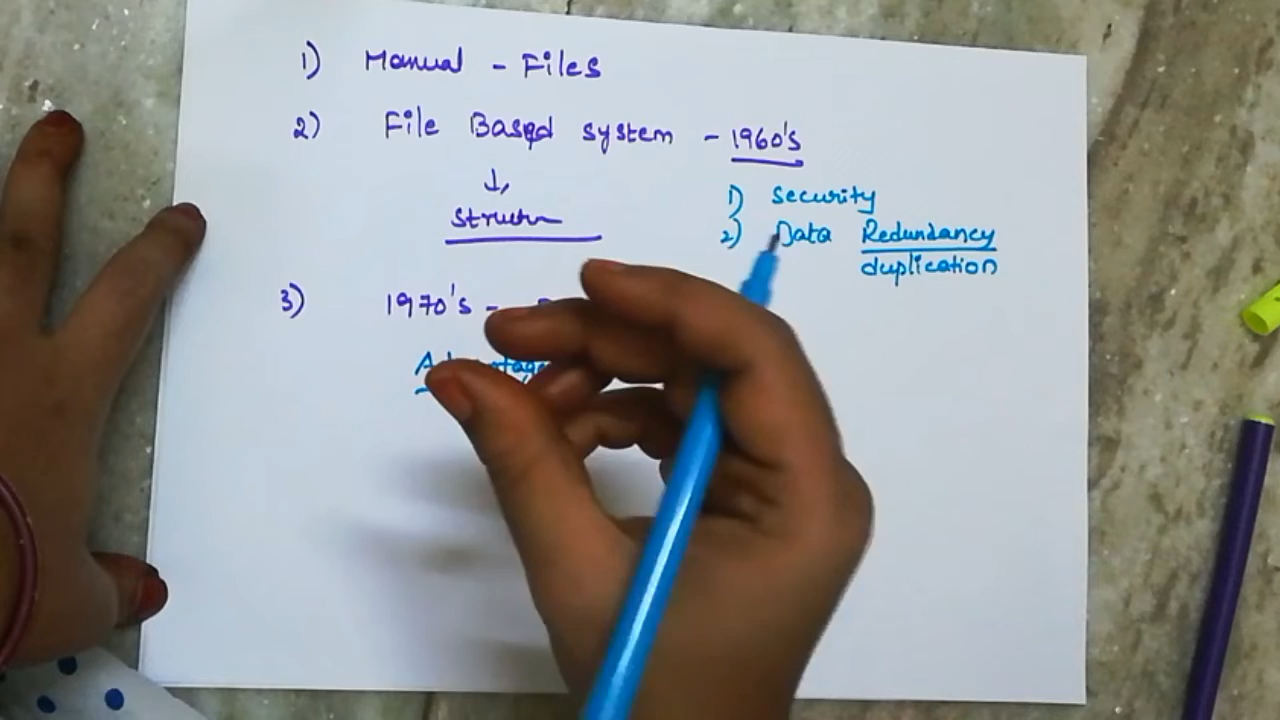 1) Manual - Files
2) File Based system - 1960's
↓
1) Security
2) Data Redundancy
duplication
3) 1970's -